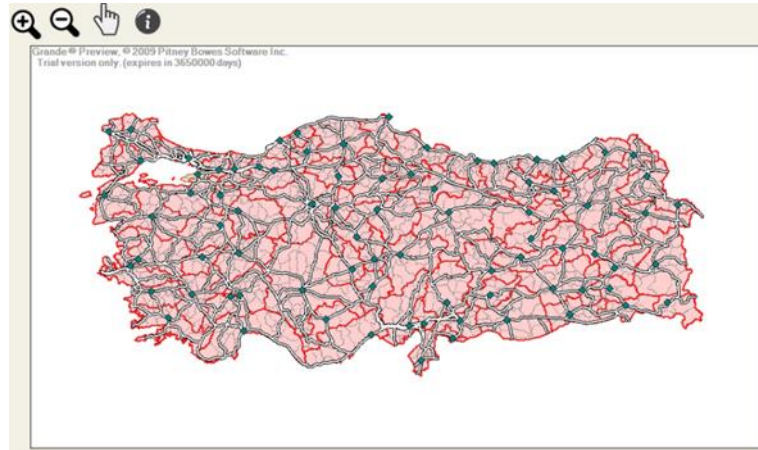 Grande® Preview, © 2009 Pitney Bowes Software Inc.
Trial version only. (expires in 3650000 days)